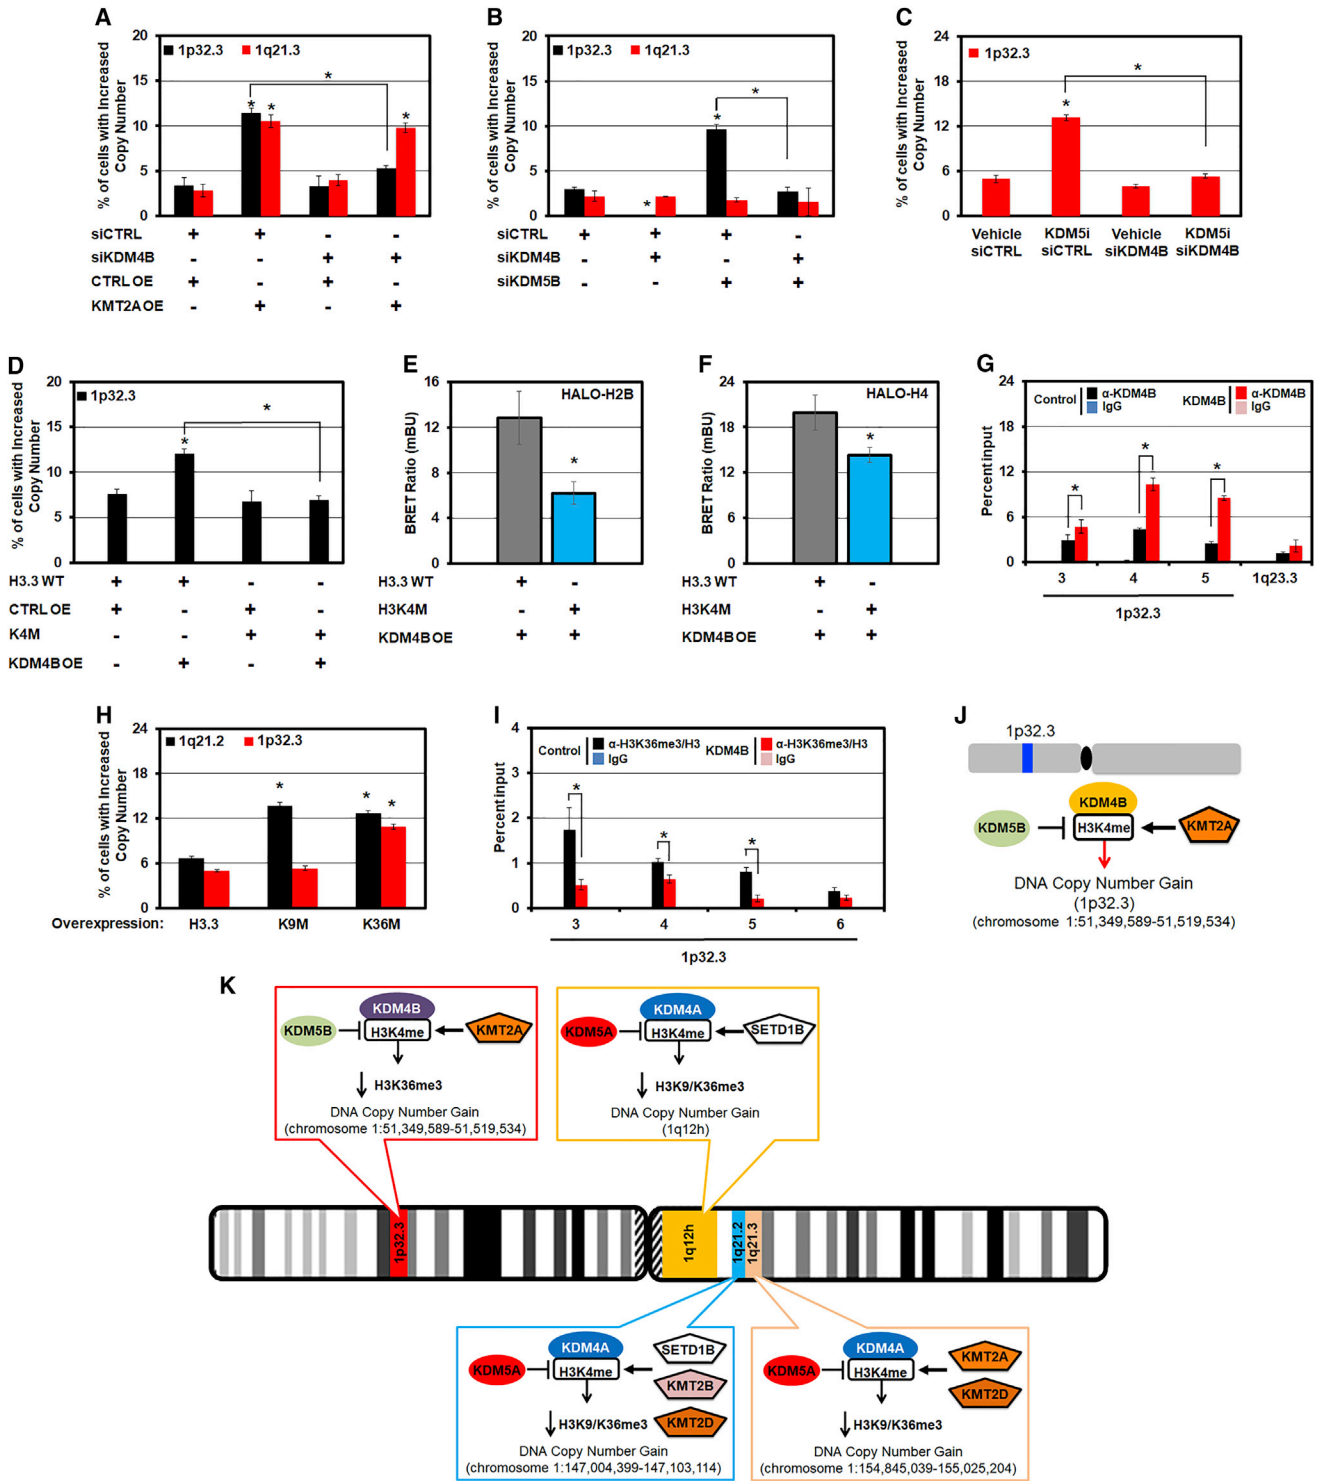 A
% of cells with Increased
Copy Number
20
15
10
5
0
1p32.3 1q21.3
* * * *
siCTRL + + - -
siKDM4B - - + +
CTRL OE + - + -
KMT2A OE - + - +
B
% of cells with Increased
Copy Number
20
15
10
5
0
1p32.3 1q21.3
* * *
siCTRL + + + -
siKDM4B - + - +
siKDM5B - - + +
C
% of cells with Increased
Copy Number
24
18
12
6
0
1p32.3
* *
Vehicle KDM5i Vehicle KDM5i
siCTRL siCTRL siKDM4B siKDM4B
D
% of cells with Increased
Copy Number
20
15
10
5
0
1p32.3
* *
H3.3 WT + + - -
CTRL OE + - + -
K4M - - + +
KDM4B OE - + - +
E
BRET Ratio (mBU)
16
12
8
4
0
HALO-H2B
*
H3.3 WT + -
H3K4M - +
KDM4B OE + +
F
BRET Ratio (mBU)
24
18
12
6
0
HALO-H4
*
H3.3 WT + -
H3K4M - +
KDM4B OE + +
G
Percent input
24
18
12
6
0
Control α-KDM4B IgG
KDM4B α-KDM4B IgG
* * *
3 4 5 1q23.3
1p32.3
H
% of cells with Increased
Copy Number
24
18
12
6
0
1q21.2 1p32.3
* * *
Overexpression: H3.3 K9M K36M
I
Percent input
4
3
2
1
0
Control α-H3K36me3/H3 IgG
KDM4B α-H3K36me3/H3 IgG
* * *
3 4 5 6
1p32.3
J
1p32.3
KDM4B
KDM5B H3K4me KMT2A
DNA Copy Number Gain
(1p32.3)
(chromosome 1:51,349,589-51,519,534)
K
KDM4B
KDM5B H3K4me KMT2A
H3K36me3
DNA Copy Number Gain
(chromosome 1:51,349,589-51,519,534)
KDM4A
KDM5A H3K4me SETD1B
H3K9/K36me3
DNA Copy Number Gain
(1q12h)
1p32.3
1q12h
1q21.2
1q21.3
KDM4A SETD1B
KDM5A H3K4me
KMT2B
H3K9/K36me3 KMT2D
DNA Copy Number Gain
(chromosome 1:147,004,399-147,103,114)
KDM4A KMT2A
KDM5A H3K4me
KMT2D
H3K9/K36me3
DNA Copy Number Gain
(chromosome 1:154,845,039-155,025,204)